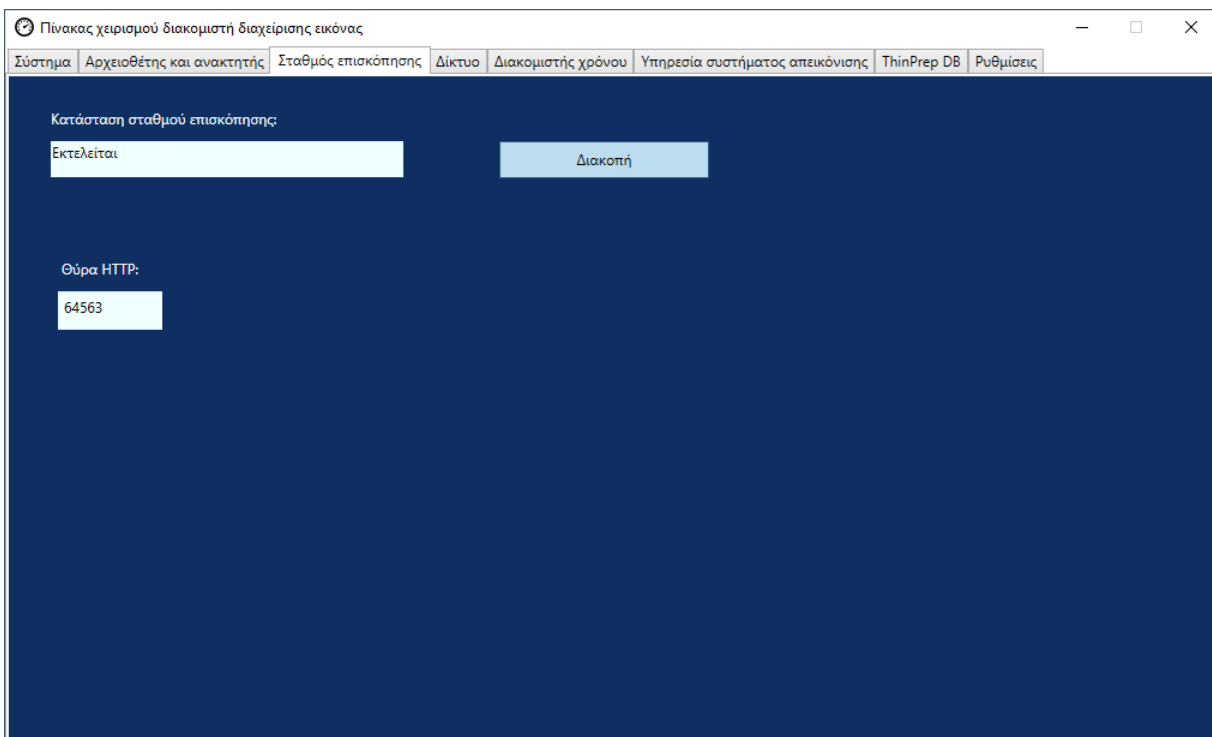 Πίνακας χειρισμού διακομιστή διαχείρισης εικόνας
Σύστημα Αρχειοθέτης και ανακτητής Σταθμός επισκόπησης Δίκτυο Διακομιστής χρόνου Υπηρεσία συστήματος απεικόνισης ThinPrep DB Ρυθμίσεις
Κατάσταση σταθμού επισκόπησης:
Εκτελείται Διακοπή
Θύρα HTTP:
64563